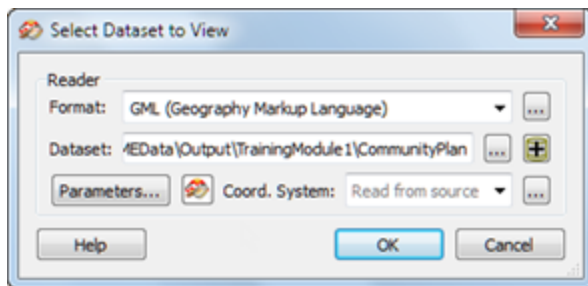 Select Dataset to View
Reader
Format: GML (Geography Markup Language) ...
Dataset: MEData\Output\TrainingModule1\CommunityPlan ...
Parameters... Coord. System: Read from source ...
Help OK Cancel